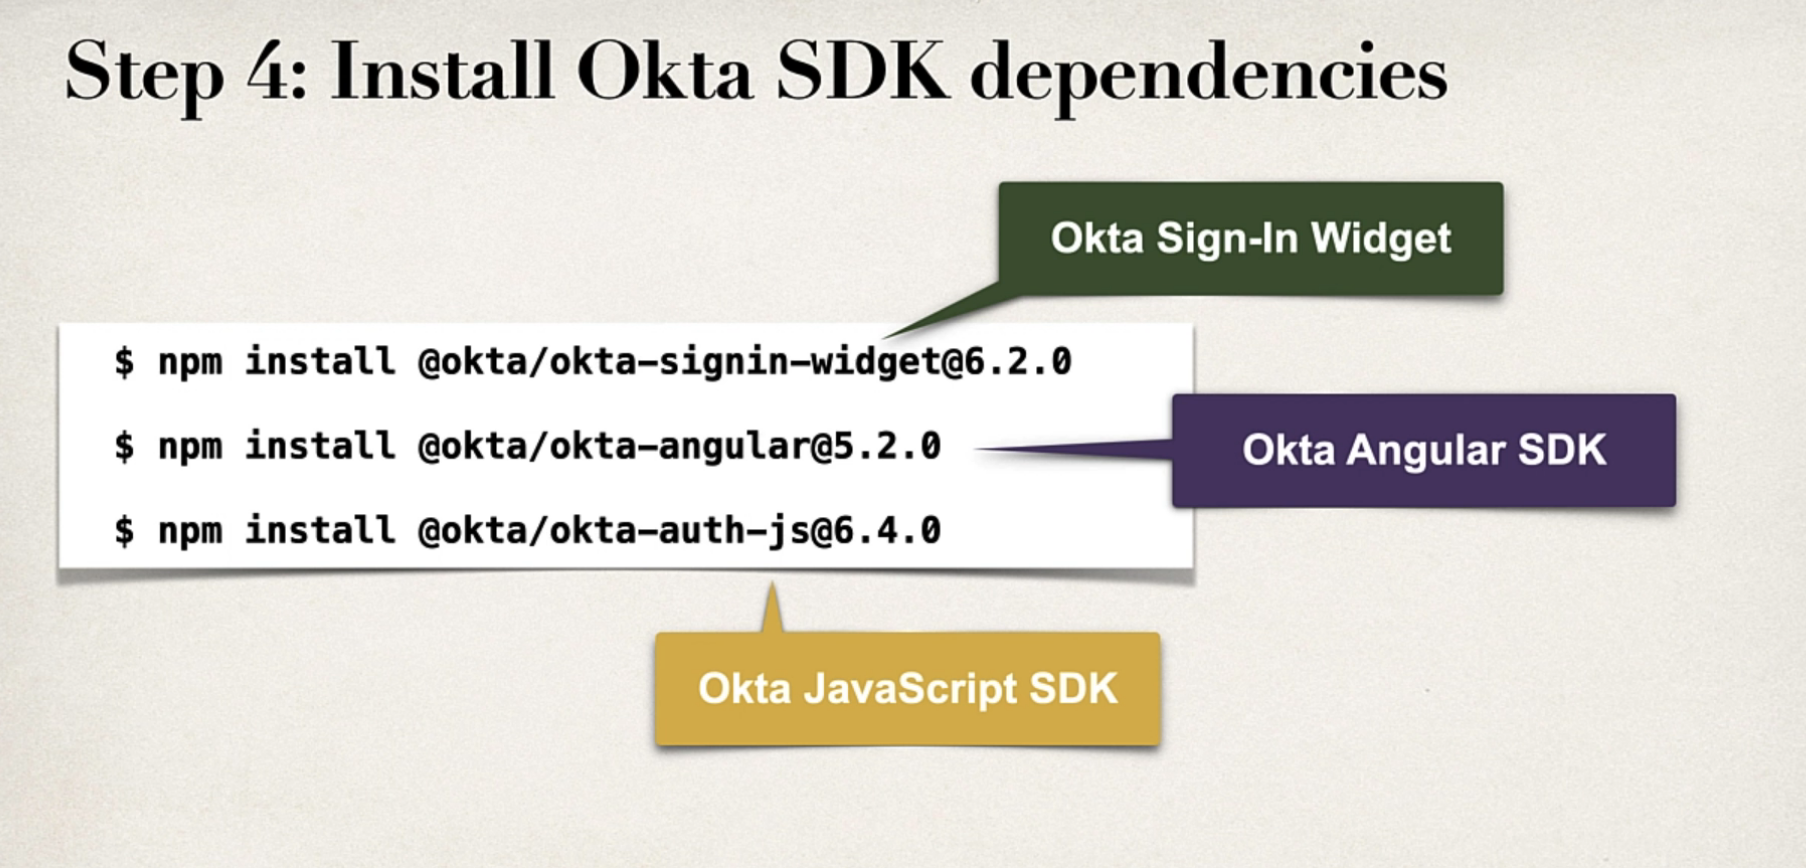 Step 4: Install Okta SDK dependencies
Okta Sign-In Widget
$ npm install @okta/okta-signin-widget@6.2.0
$ npm install @okta/okta-angular@5.2.0
Okta Angular SDK
$ npm install @okta/okta-auth-js@6.4.0
Okta JavaScript SDK